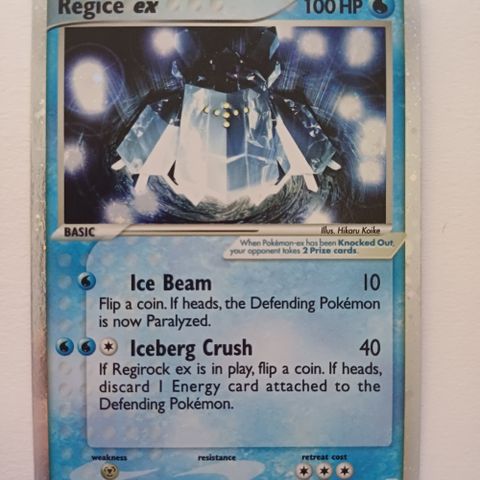 Regice ex 100 HP
BASIC Illus. Hikaru Koike
When Pokémon-ex has been Knocked Out,
your opponent takes 2 Prize cards.
Ice Beam 10
Flip a coin. If heads, the Defending Pokémon
is now Paralyzed.
Iceberg Crush 40
If Regirock ex is in play, flip a coin. If heads,
discard 1 Energy card attached to the
Defending Pokémon.
weakness resistance retreat cost